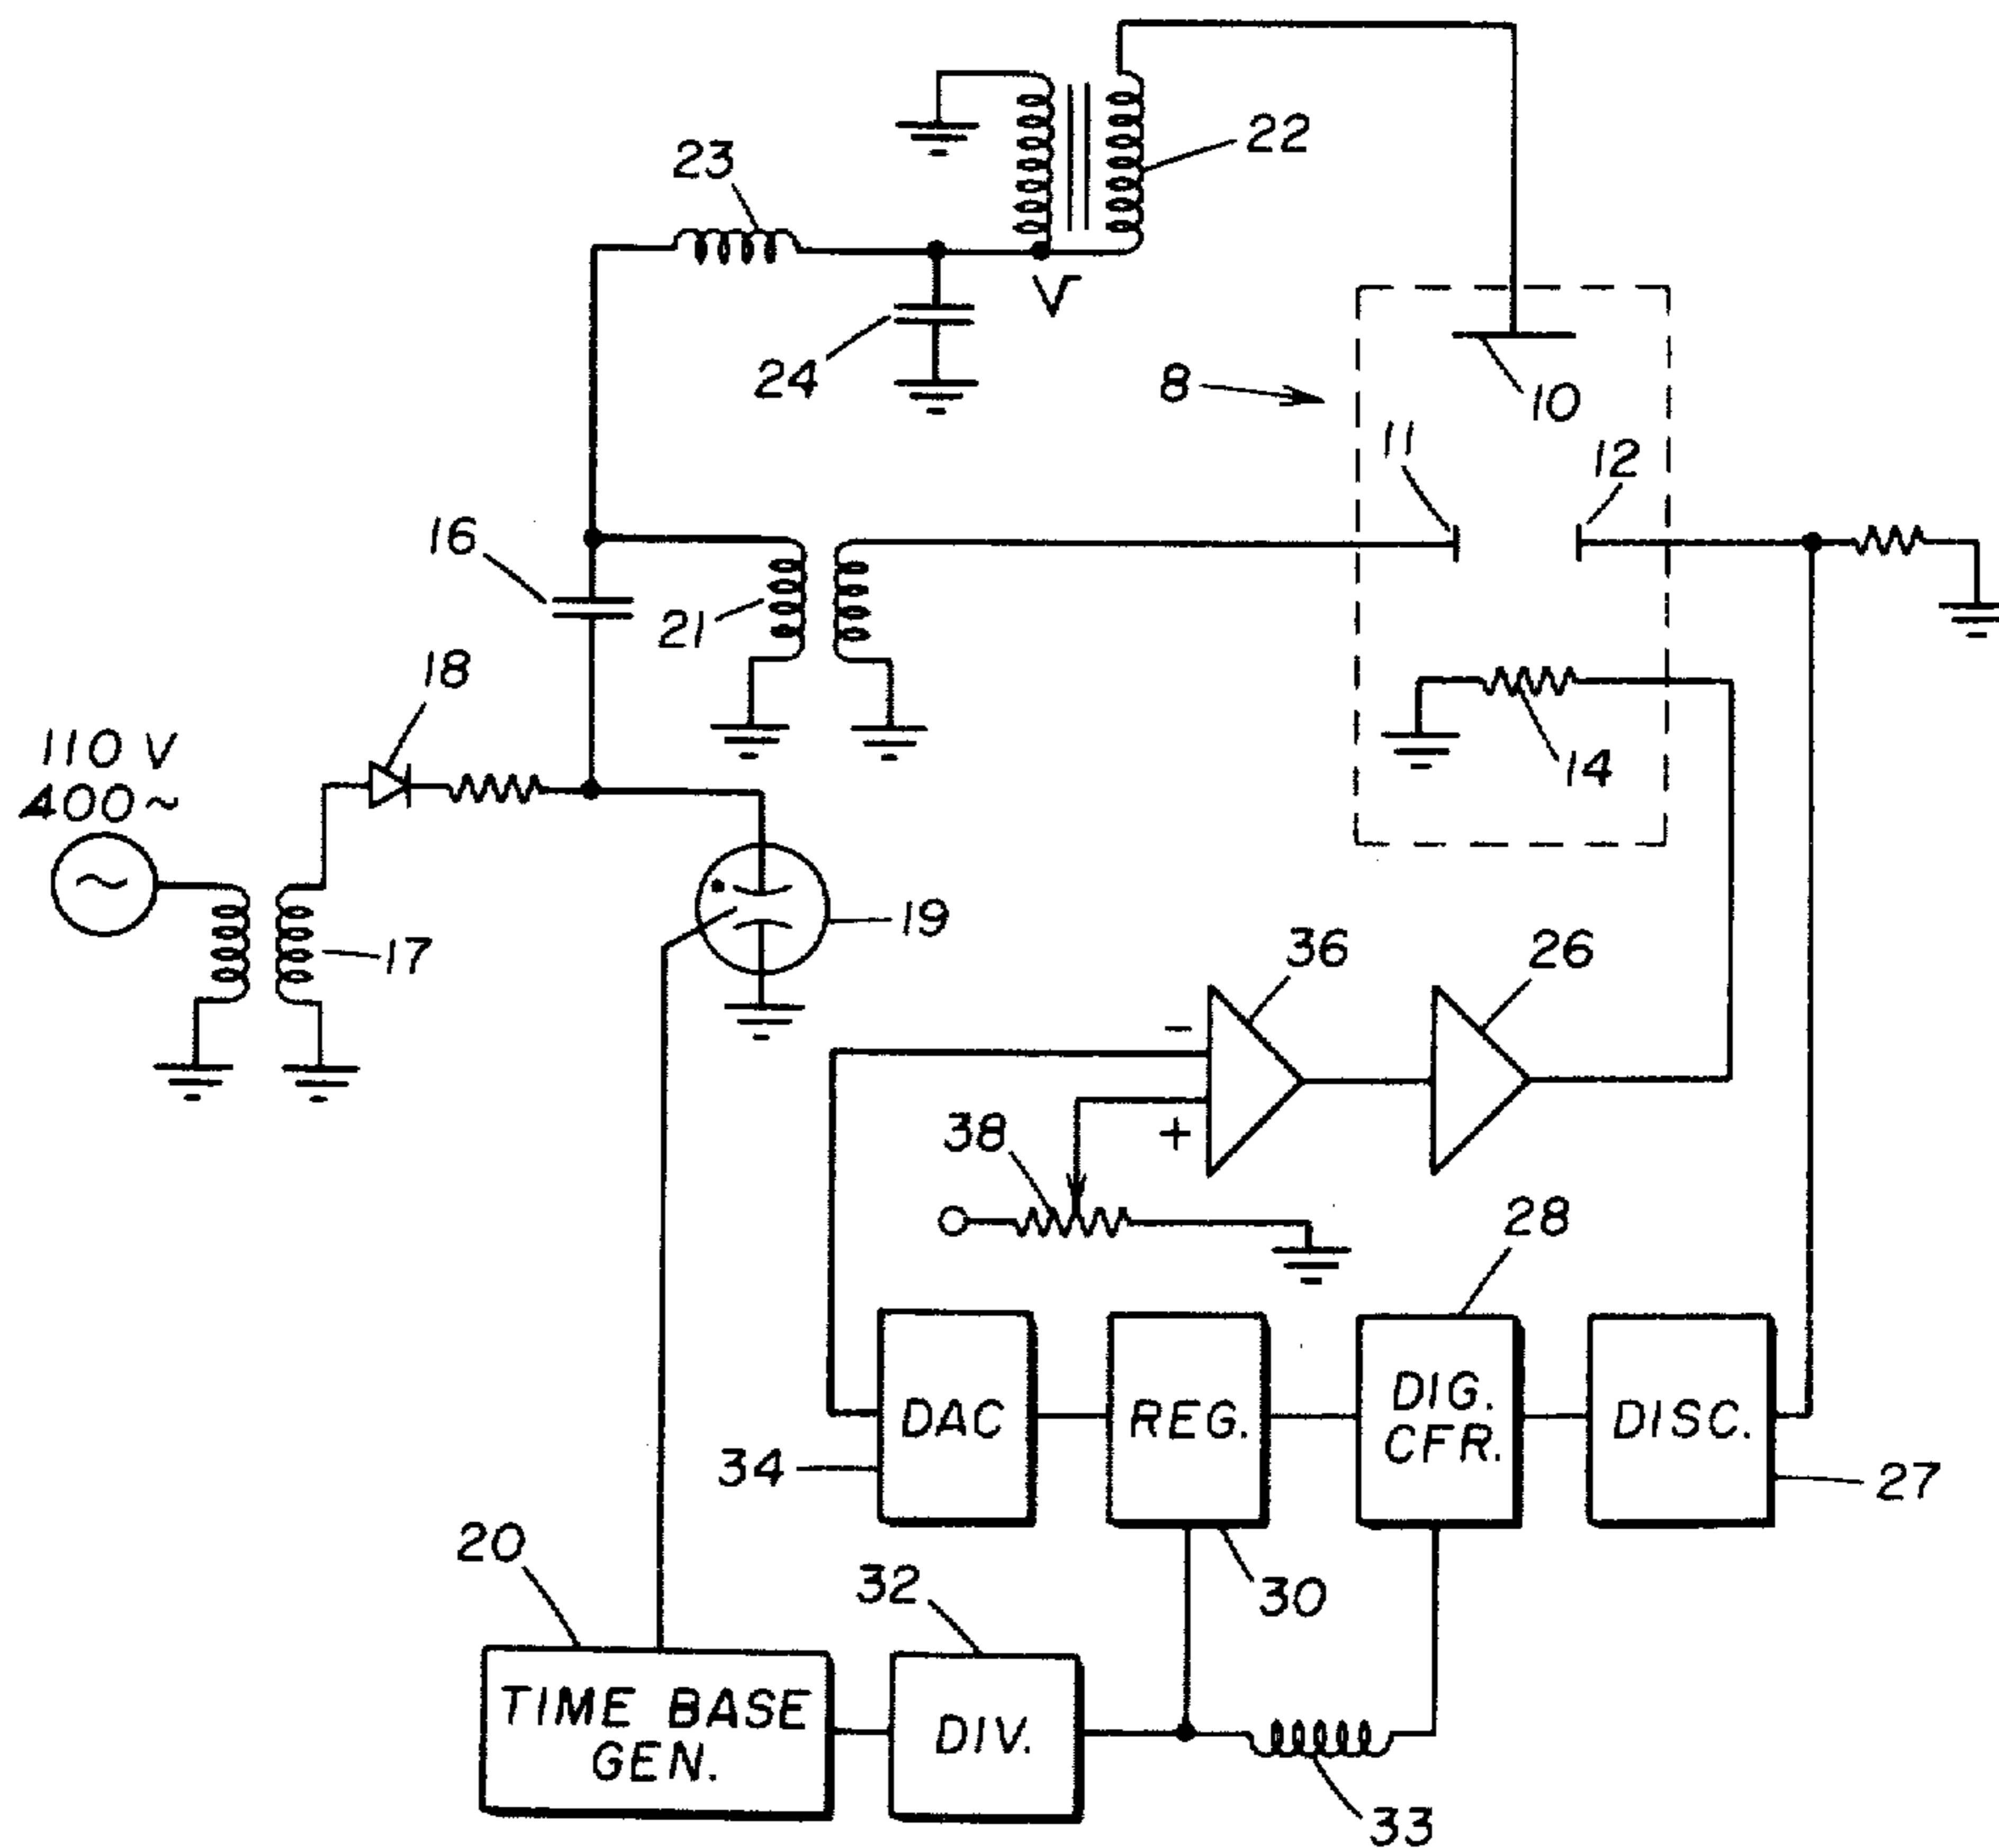 22
23
V
24
8
10
11
12
16
21
18
14
110 V
400~
17
19
36
26
-
+
38
28
DAC
REG.
DIG.
CFR.
DISC.
34
27
20
32
30
TIME BASE
GEN.
DIV.
33